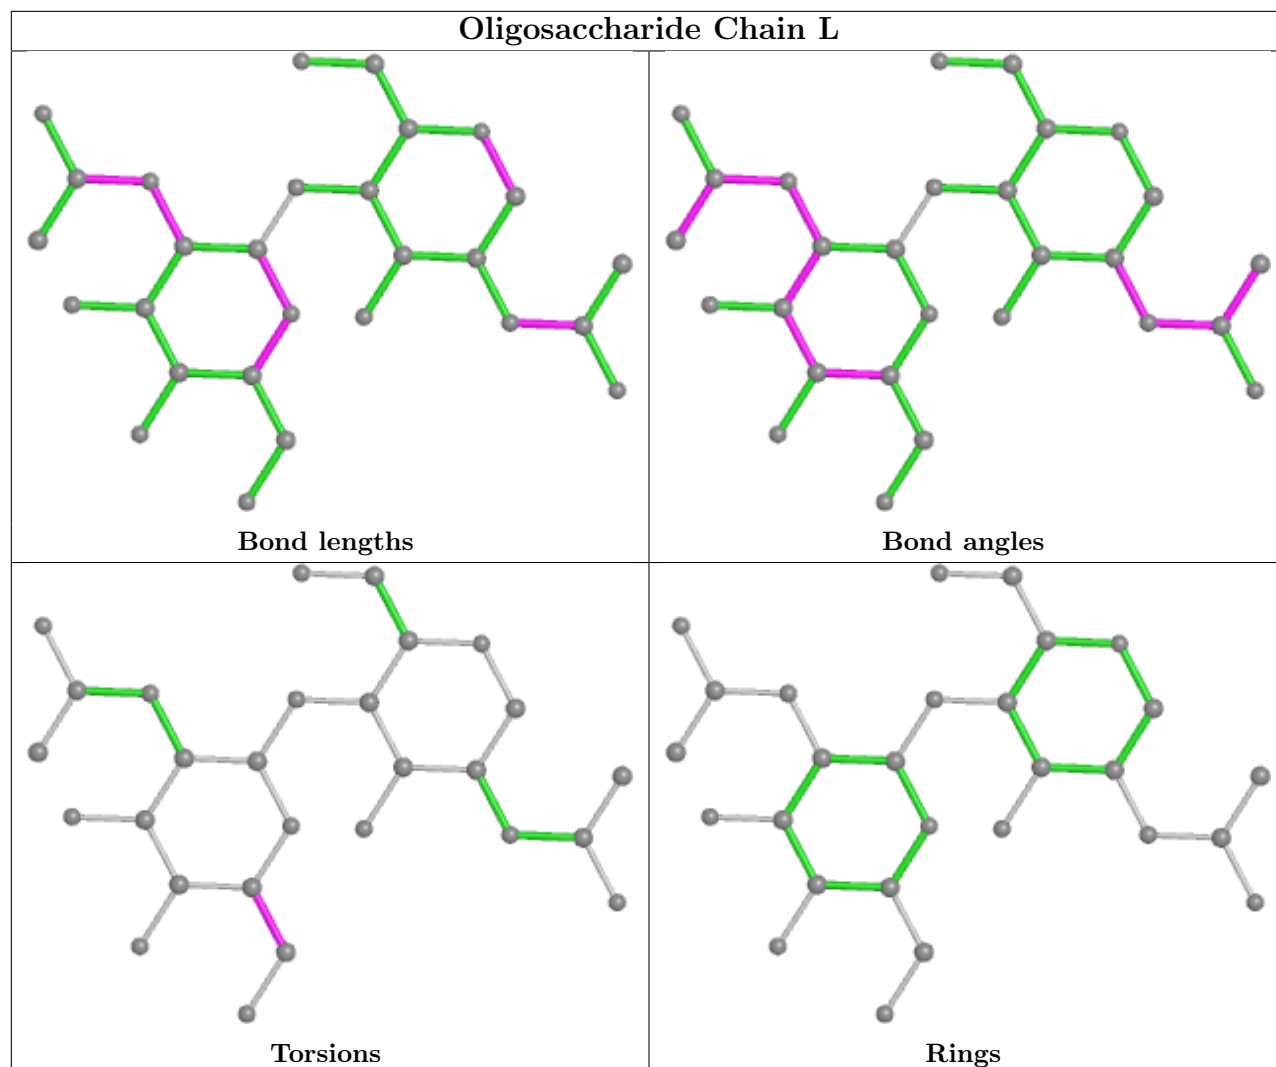 Oligosaccharide Chain L
Bond lengths
Bond angles
Torsions
Rings